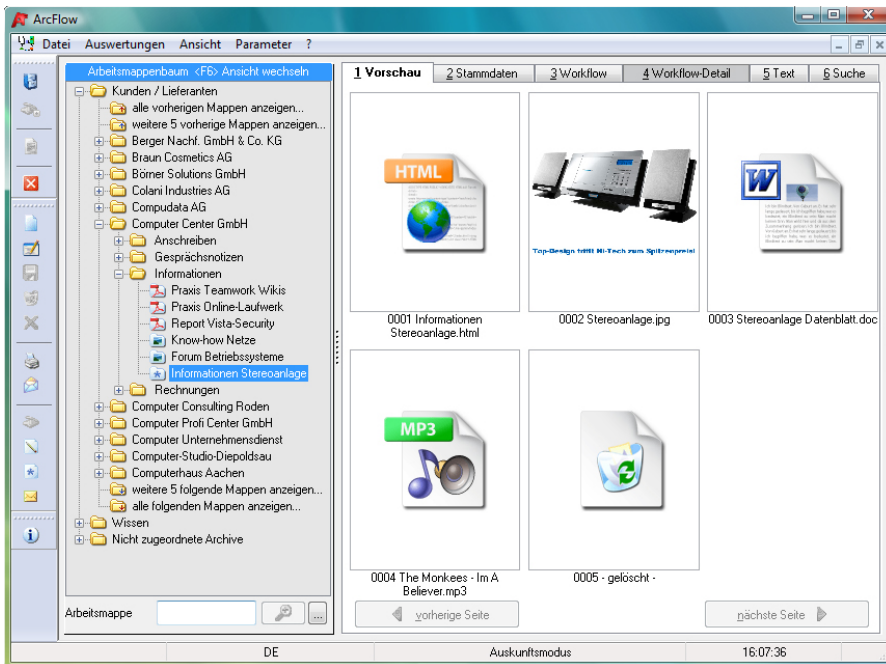 ArcFlow
Datei Auswertungen Ansicht Parameter ?
Arbeitsmappenbaum <F6> Ansicht wechseln
Kunden / Lieferanten
alle vorherigen Mappen anzeigen...
weitere 5 vorherige Mappen anzeigen...
Berger Nachf. GmbH & Co. KG
Braun Cosmetics AG
Börner Solutions GmbH
Colani Industries AG
Compudata AG
Computer Center GmbH
Anschreiben
Gesprächsnotizen
Informationen
Praxis Teamwork Wikis
Praxis Online-Laufwerk
Report Vista-Security
Know-how Netze
Forum Betriebssysteme
Informationen Stereoanlage
Rechnungen
Computer Consulting Roden
Computer Profi Center GmbH
Computer Unternehmensdienst
Computer-Studio-Diepoldsau
Computerhaus Aachen
weitere 5 folgende Mappen anzeigen...
alle folgenden Mappen anzeigen...
Wissen
Nicht zugeordnete Archive
Arbeitsmappe
...
1 Vorschau 2 Stammdaten 3 Workflow 4 Workflow-Detail 5 Text 6 Suche
HTML
0001 Informationen
Stereoanlage.html
Top-Design trifft Hi-Tech zum Spitzenpreis!
0002 Stereoanlage.jpg
W
0003 Stereoanlage Datenblatt.doc
MP3
0004 The Monkees - Im A
Believer.mp3
0005 - gelöscht -
vorherige Seite
nächste Seite
DE Auskunftsmodus 16:07:36